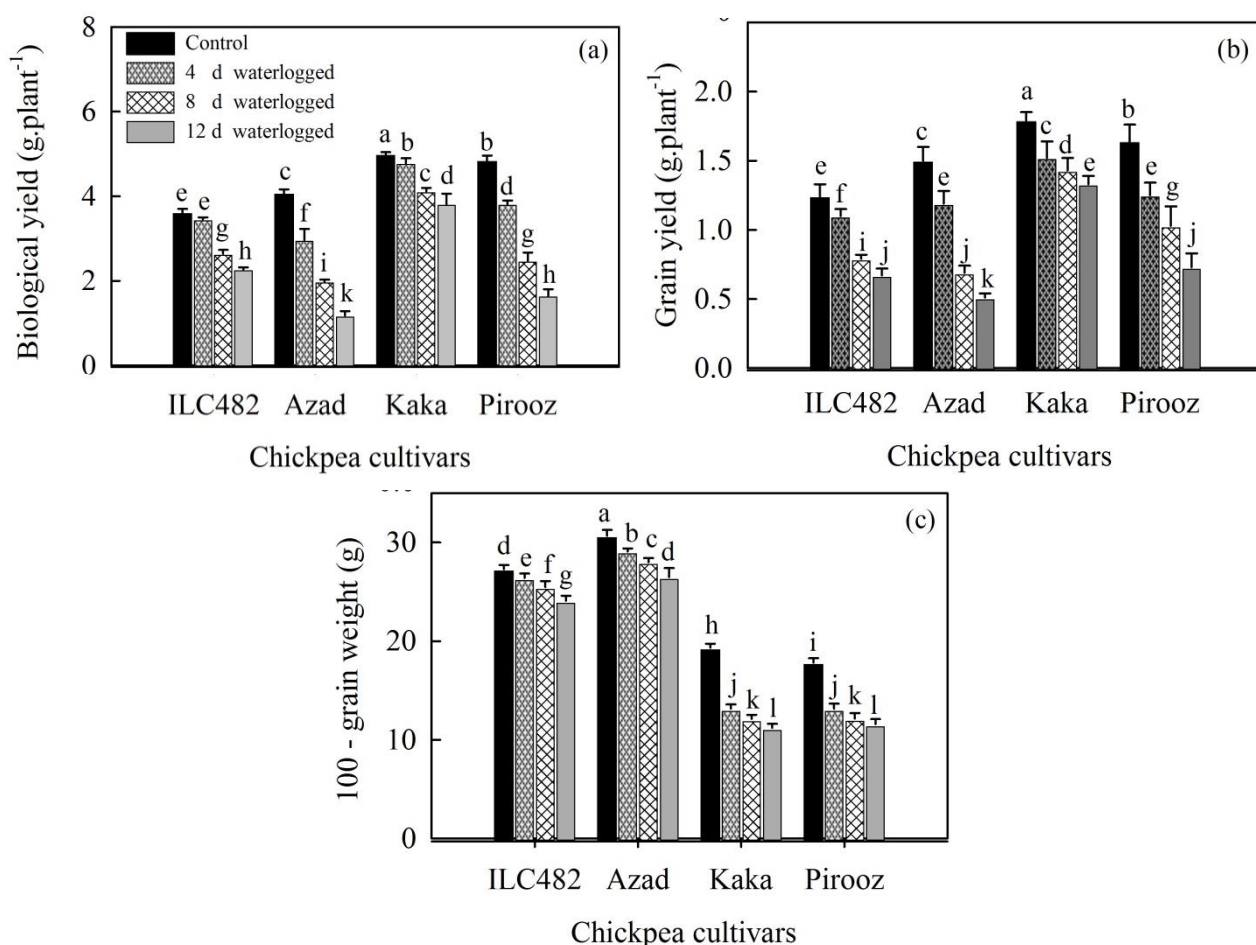 8
6
4
2
0
Biological yield (g.plant⁻¹)
Control
4 d waterlogged
8 d waterlogged
12 d waterlogged
(a)
e e g h
c f i k
a b c d
b d g h
ILC482 Azad Kaka Pirooz
Chickpea cultivars
2.0
1.5
1.0
0.5
0.0
Grain yield (g.plant⁻¹)
(b)
e f i j
c e j k
a c d e
b e g j
ILC482 Azad Kaka Pirooz
Chickpea cultivars
30
20
10
0
100 - grain weight (g)
(c)
d e f g
a b c d
h j k l
i j k l
ILC482 Azad Kaka Pirooz
Chickpea cultivars